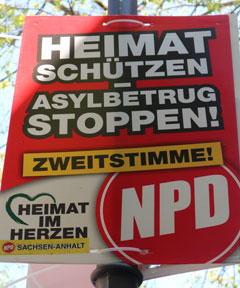 HEIMAT
SCHÜTZEN
–
ASYLBETRUG
STOPPEN!
ZWEITSTIMME!
HEIMAT
IM
HERZEN
NPD SACHSEN-ANHALT
NPD